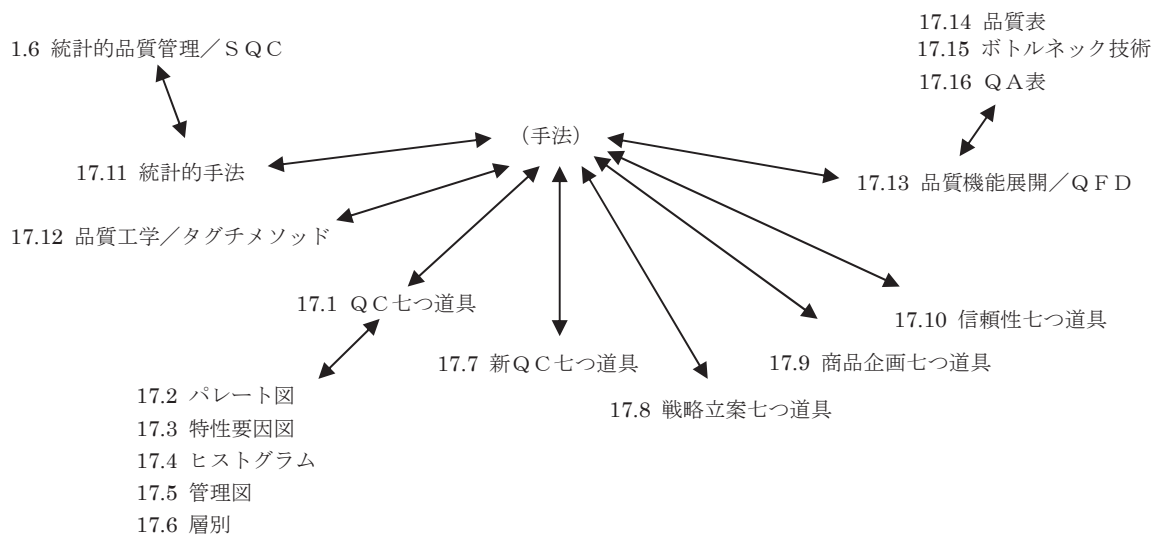 1.6 統計的品質管理／ＳＱＣ
17.14 品質表
17.15 ボトルネック技術
17.16 ＱＡ表
（手法）
17.11 統計的手法
17.13 品質機能展開／ＱＦＤ
17.12 品質工学／タグチメソッド
17.1 ＱＣ七つ道具
17.10 信頼性七つ道具
17.7 新ＱＣ七つ道具
17.9 商品企画七つ道具
17.8 戦略立案七つ道具
17.2 パレート図
17.3 特性要因図
17.4 ヒストグラム
17.5 管理図
17.6 層別